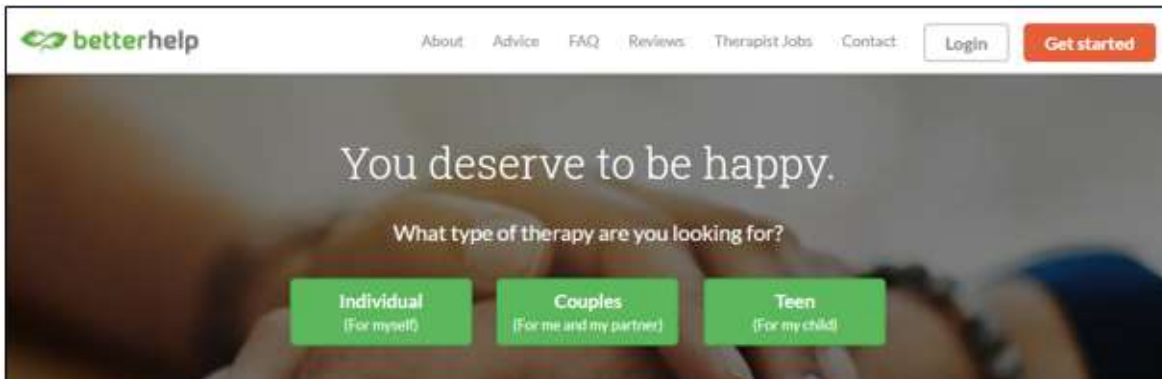 betterhelp
About Advice FAQ Reviews Therapist Jobs Contact Login Get started
You deserve to be happy.
What type of therapy are you looking for?
Individual Couples Teen
(For myself) (For me and my partner) (For my child)